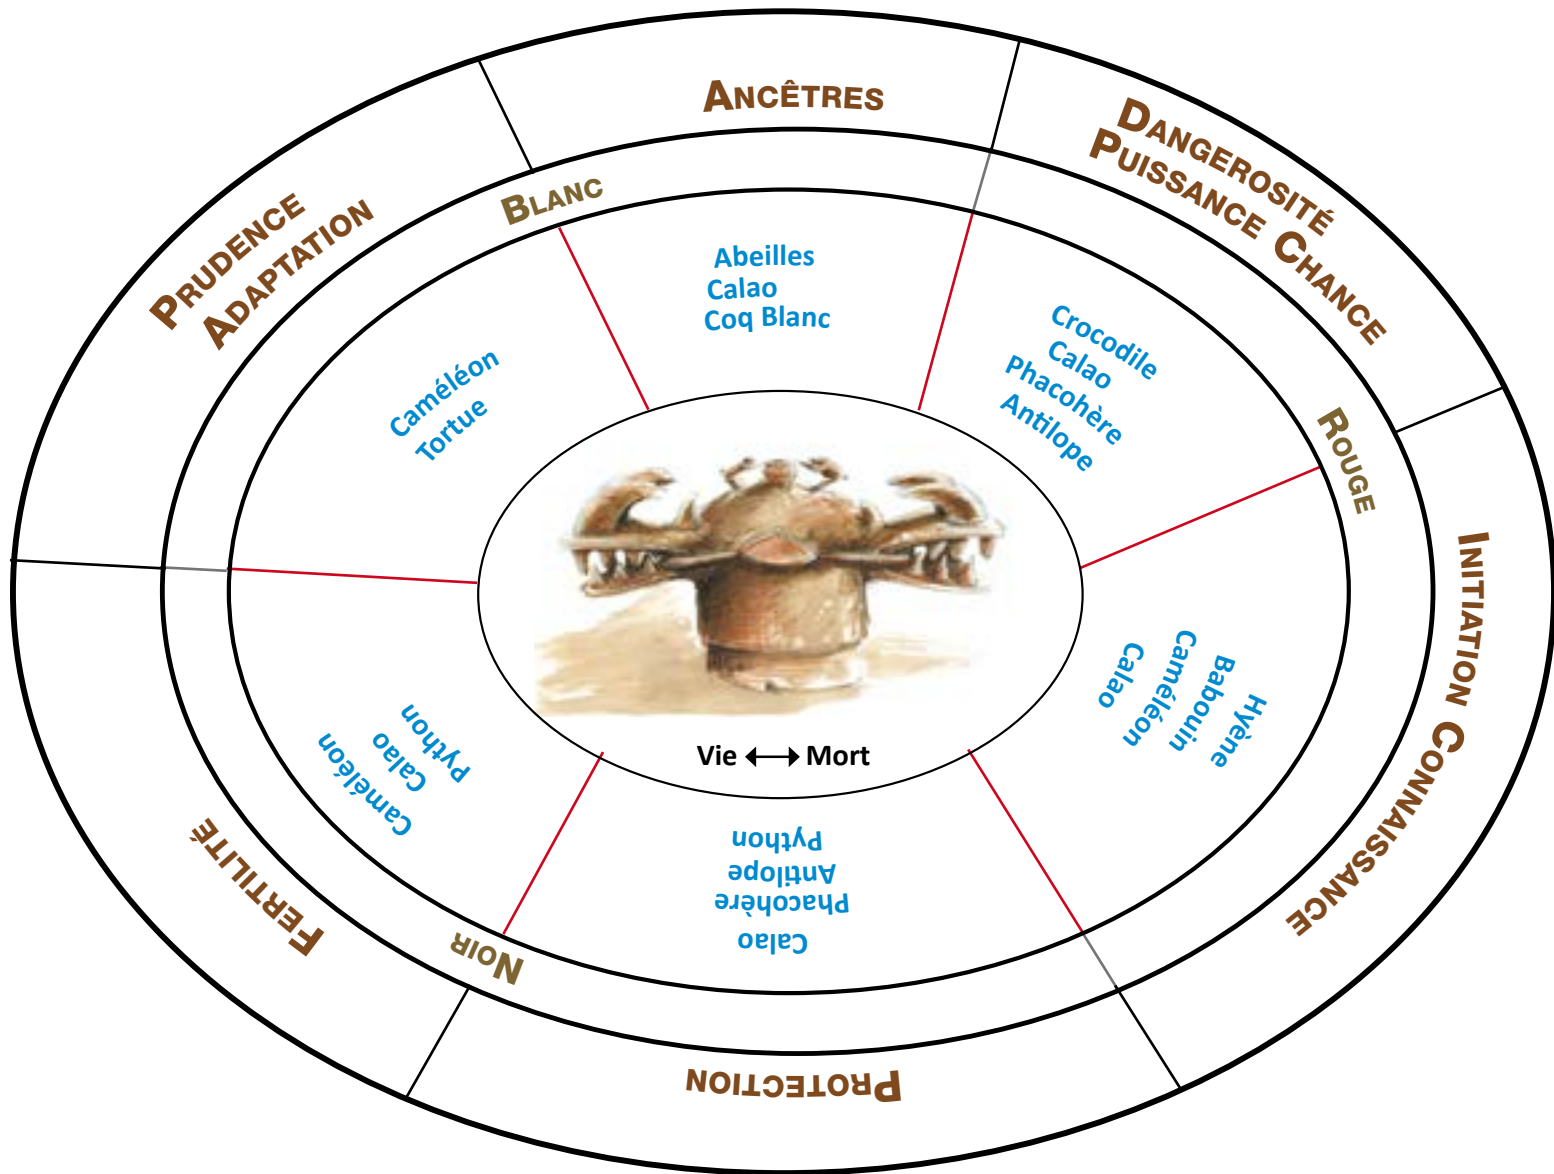 ANCÊTRES
DANGEROSITÉ
PUISSANCE CHANCE
INITIATION CONNAISSANCE
PROTECTION
FERTILITÉ
PRUDENCE
ADAPTATION
BLANC
ROUGE
NOIR
Abeilles
Calao
Coq Blanc
Crocodile
Calao
Phacohère
Antilope
Hyène
Babouin
Caméléon
Calao
Calao
Phacohère
Antilope
Python
Caméléon
Calao
Python
Caméléon
Tortue
Vie ↔ Mort